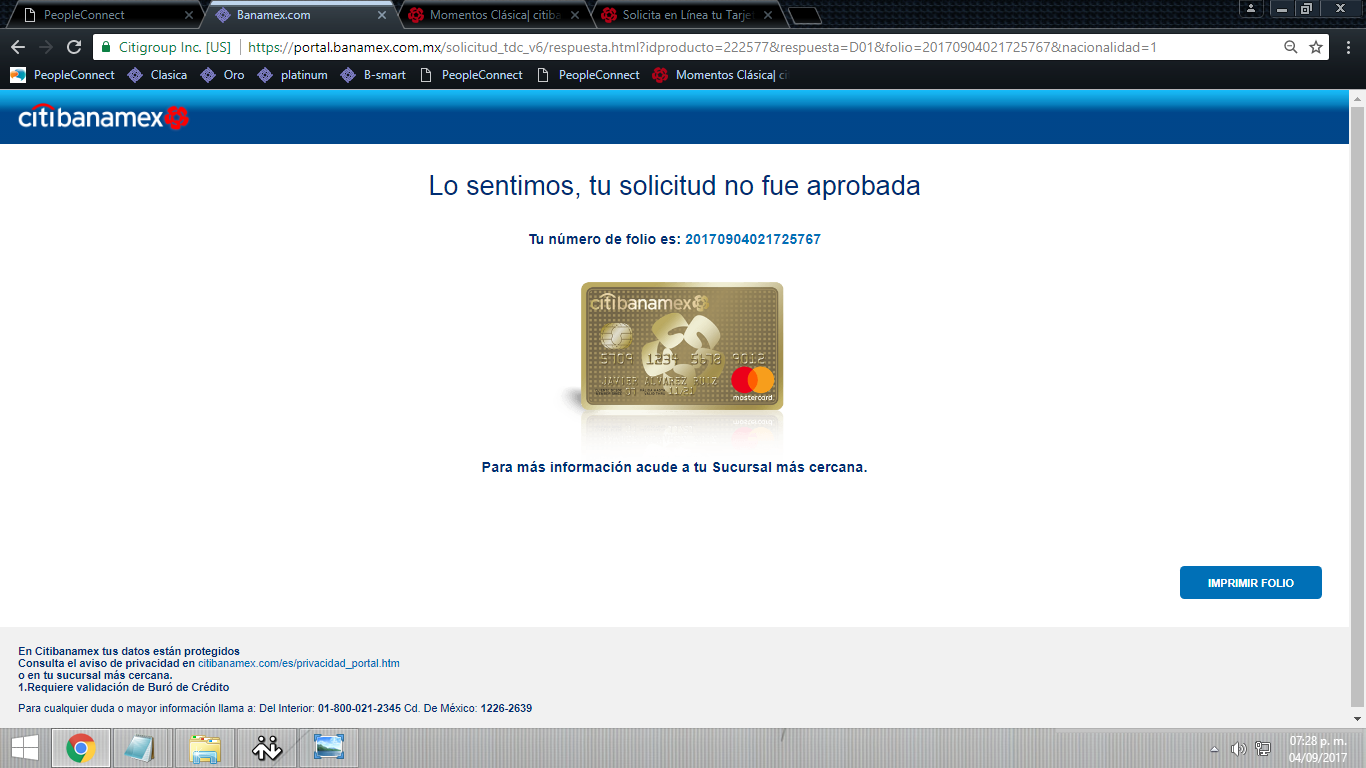 PeopleConnect
Banamex.com
Momentos Clásica| citiba
Solicita en Línea tu Tarje
Citigroup Inc. [US]
https://portal.banamex.com.mx/solicitud_tdc_v6/respuesta.html?idproducto=222577&respuesta=D01&folio=20170904021725767&nacionalidad=1
PeopleConnect
Clasica
Oro
platinum
B-smart
PeopleConnect
PeopleConnect
Momentos Clásica| ci
citibanamex
Lo sentimos, tu solicitud no fue aprobada
Tu número de folio es: 20170904021725767
citibanamex
5709 1234 5678 9012
JAVIER ALVAREZ RUIZ
07 11/21
mastercard
Para más información acude a tu Sucursal más cercana.
IMPRIMIR FOLIO
En Citibanamex tus datos están protegidos
Consulta el aviso de privacidad en citibanamex.com/es/privacidad_portal.htm
o en tu sucursal más cercana.
1.Requiere validación de Buró de Crédito
Para cualquier duda o mayor información llama a: Del Interior: 01-800-021-2345 Cd. De México: 1226-2639
07:28 p. m.
04/09/2017